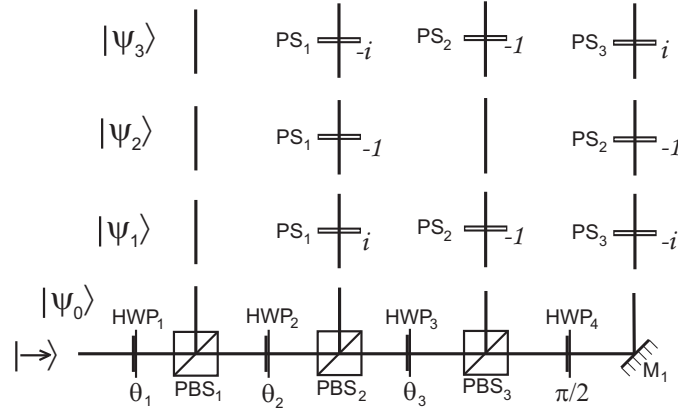 |ψ₃⟩ PS₁ -i PS₂ -1 PS₃ i
|ψ₂⟩ PS₁ -1 PS₂ -1
|ψ₁⟩ PS₁ i PS₂ -1 PS₃ -i
|ψ₀⟩ HWP₁ HWP₂ HWP₃ HWP₄
|→⟩ M₁
θ₁ PBS₁ θ₂ PBS₂ θ₃ PBS₃ π/2